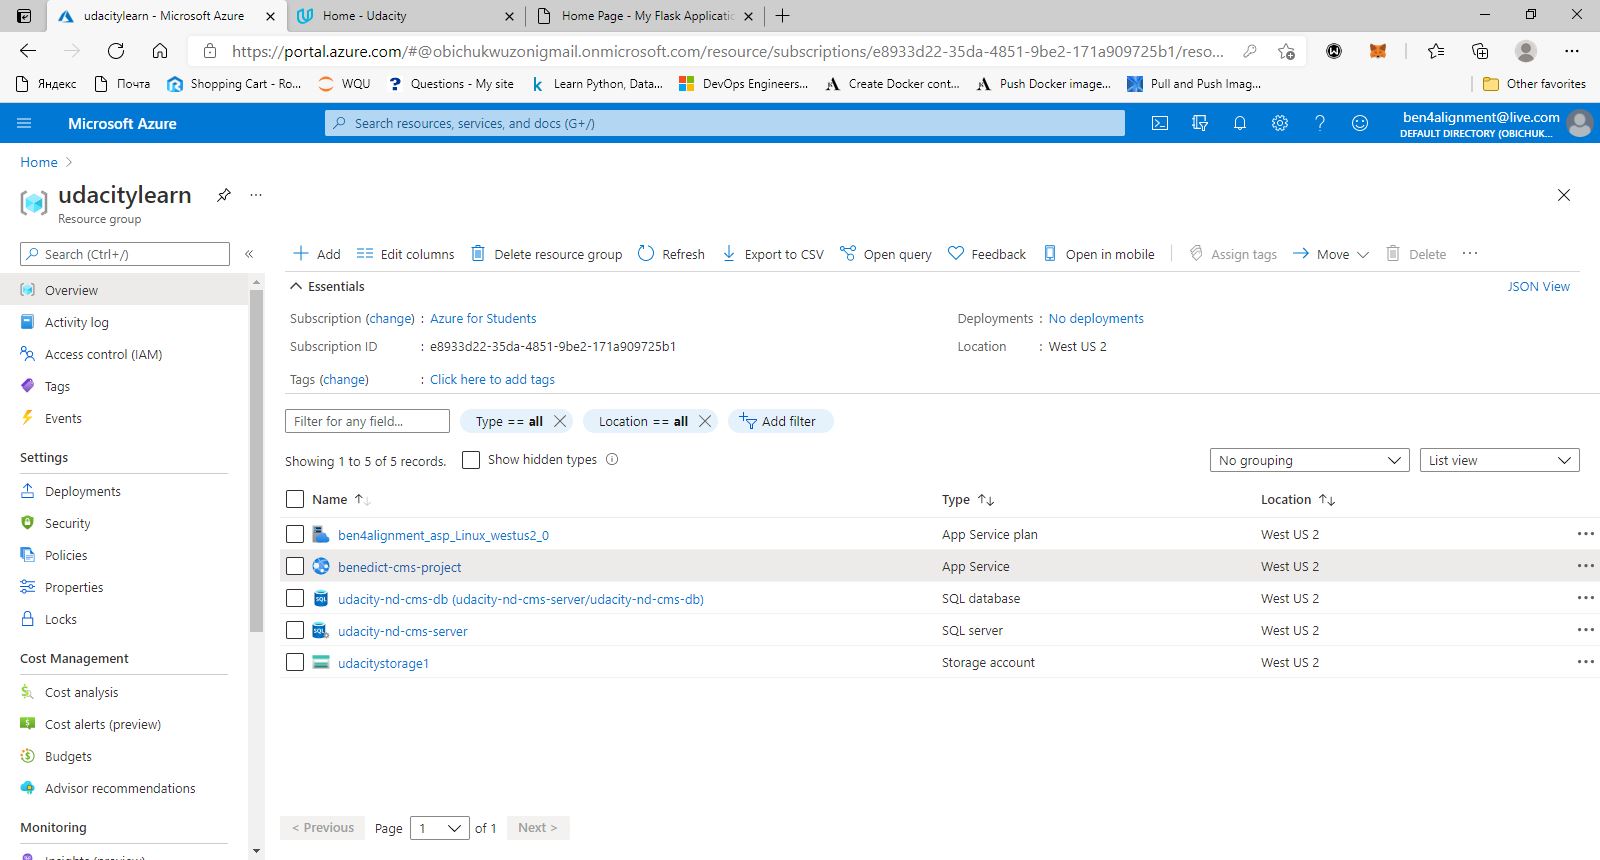 udacitylearn - Microsoft Azure
Home - Udacity
Home Page - My Flask Applicatio
https://portal.azure.com/#@obichukwuzonigmail.onmicrosoft.com/resource/subscriptions/e8933d22-35da-4851-9be2-171a909725b1/reso...
Яндекс
Почта
Shopping Cart - Ro...
WQU
Questions - My site
Learn Python, Data...
DevOps Engineers...
Create Docker cont...
Push Docker image...
Pull and Push Imag...
Other favorites
Microsoft Azure
Search resources, services, and docs (G+/)
ben4alignment@live.com
DEFAULT DIRECTORY (OBICHUK...
Home
udacitylearn
Resource group
Search (Ctrl+/)
«
Add
Edit columns
Delete resource group
Refresh
Export to CSV
Open query
Feedback
Open in mobile
Assign tags
Move
Delete
Overview
Activity log
Access control (IAM)
Tags
Events
Settings
Deployments
Security
Policies
Properties
Locks
Cost Management
Cost analysis
Cost alerts (preview)
Budgets
Advisor recommendations
Monitoring
Insights (preview)
Essentials
JSON View
Subscription (change) : Azure for Students
Deployments : No deployments
Subscription ID : e8933d22-35da-4851-9be2-171a909725b1
Location : West US 2
Tags (change) : Click here to add tags
Filter for any field...
Type == all
Location == all
Add filter
Showing 1 to 5 of 5 records.
Show hidden types
No grouping
List view
Name Type Location
ben4alignment_asp_Linux_westus2_0 App Service plan West US 2
benedict-cms-project App Service West US 2
udacity-nd-cms-db (udacity-nd-cms-server/udacity-nd-cms-db) SQL database West US 2
udacity-nd-cms-server SQL server West US 2
udacitystorage1 Storage account West US 2
< Previous Page 1 of 1 Next >